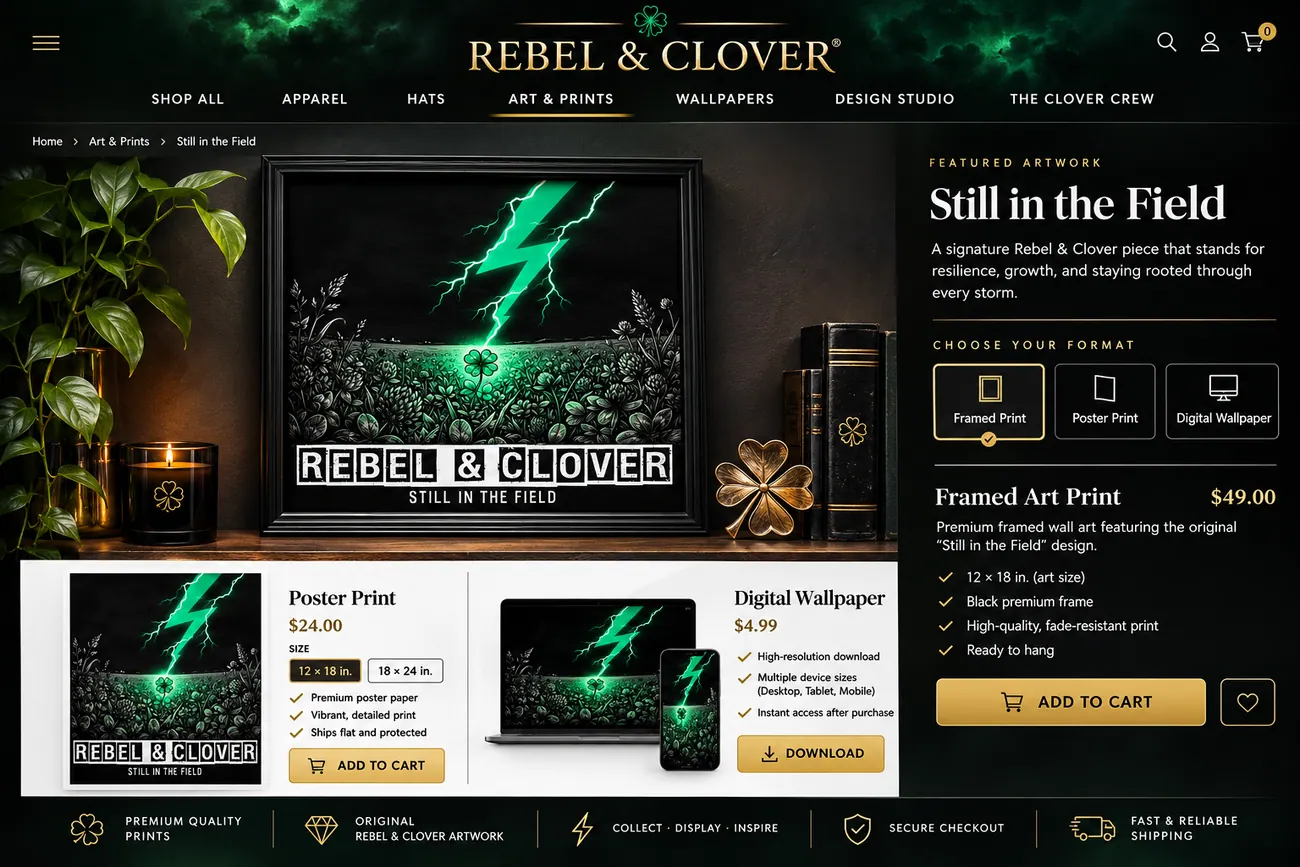 REBEL & CLOVER®
0
SHOP ALL
APPAREL
HATS
ART & PRINTS
WALLPAPERS
DESIGN STUDIO
THE CLOVER CREW
Home > Art & Prints > Still in the Field
REBEL & CLOVER
STILL IN THE FIELD
FEATURED ARTWORK
Still in the Field
A signature Rebel & Clover piece that stands for
resilience, growth, and staying rooted through
every storm.
CHOOSE YOUR FORMAT
Framed Print
Poster Print
Digital Wallpaper
Framed Art Print
$49.00
Premium framed wall art featuring the original
“Still in the Field” design.
12 × 18 in. (art size)
Black premium frame
High-quality, fade-resistant print
Ready to hang
ADD TO CART
REBEL & CLOVER
STILL IN THE FIELD
Poster Print
$24.00
SIZE
12 × 18 in.
18 × 24 in.
Premium poster paper
Vibrant, detailed print
Ships flat and protected
ADD TO CART
Digital Wallpaper
$4.99
High-resolution download
Multiple device sizes
(Desktop, Tablet, Mobile)
Instant access after purchase
DOWNLOAD
PREMIUM QUALITY
PRINTS
ORIGINAL
REBEL & CLOVER ARTWORK
COLLECT · DISPLAY · INSPIRE
SECURE CHECKOUT
FAST & RELIABLE
SHIPPING